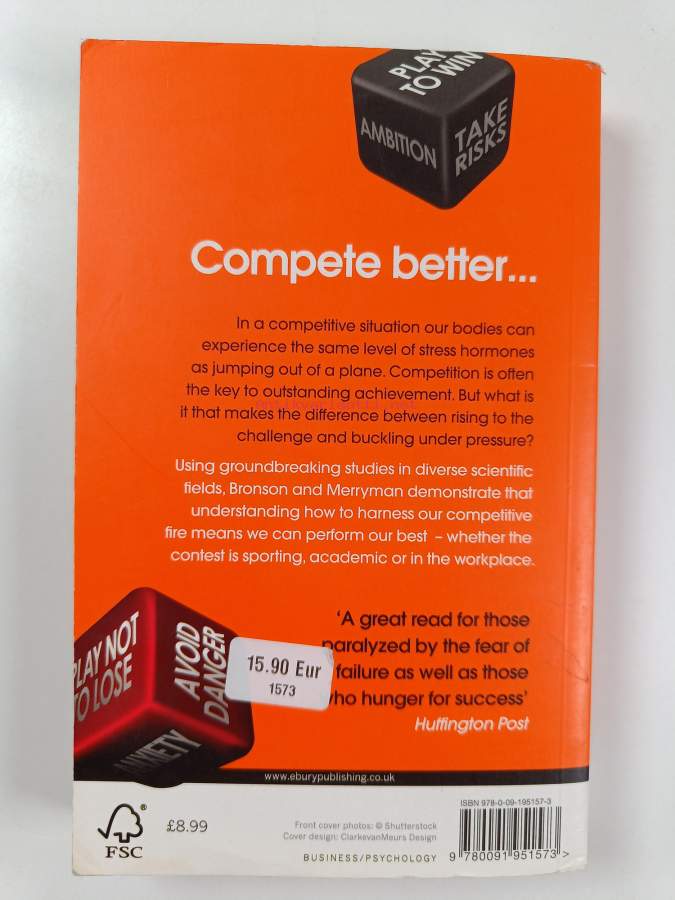 PLAY
TO WIN
AMBITION
TAKE
RISKS
Compete better...
In a competitive situation our bodies can
experience the same level of stress hormones
as jumping out of a plane. Competition is often
the key to outstanding achievement. But what is
it that makes the difference between rising to the
challenge and buckling under pressure?
Using groundbreaking studies in diverse scientific
fields, Bronson and Merryman demonstrate that
understanding how to harness our competitive
fire means we can perform our best – whether the
contest is sporting, academic or in the workplace.
'A great read for those
paralyzed by the fear of
failure as well as those
who hunger for success'
Huffington Post
PLAY NOT
TO LOSE
AVOID
DANGER
ANXIETY
15.90 Eur
1573
www.eburypublishing.co.uk
FSC
®
£8.99
Front cover photos: © Shutterstock
Cover design: ClarkevanMeurs Design
BUSINESS/PSYCHOLOGY
ISBN 978-0-09-195157-3
9 780091 951573 >